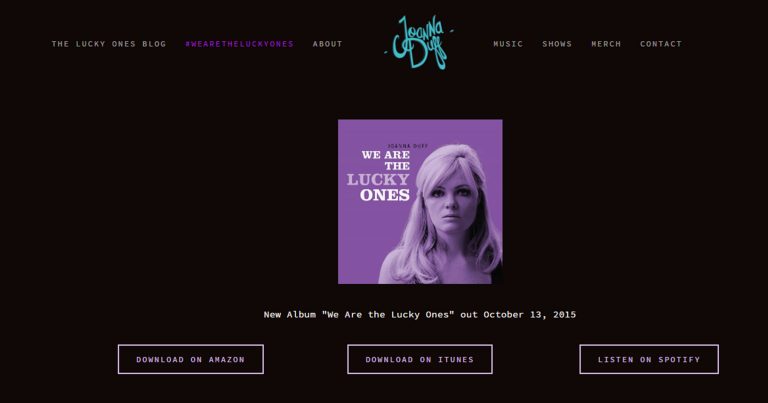 THE LUCKY ONES BLOG
#WEARETHELUCKYONES
ABOUT
Joanna Duff
MUSIC
SHOWS
MERCH
CONTACT
JOANNA DUFF
WE ARE
THE
LUCKY
ONES
New Album "We Are the Lucky Ones" out October 13, 2015
DOWNLOAD ON AMAZON
DOWNLOAD ON ITUNES
LISTEN ON SPOTIFY